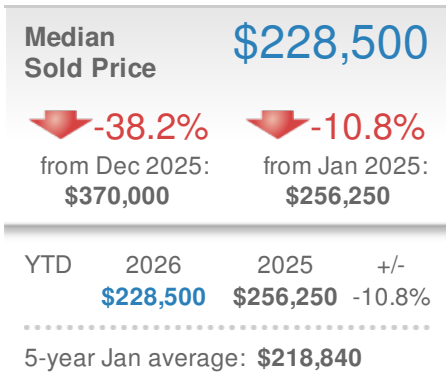 Median $228,500
Sold Price
-38.2% -10.8%
from Dec 2025: from Jan 2025:
$370,000 $256,250
YTD 2026 2025 +/-
$228,500 $256,250 -10.8%
5-year Jan average: $218,840